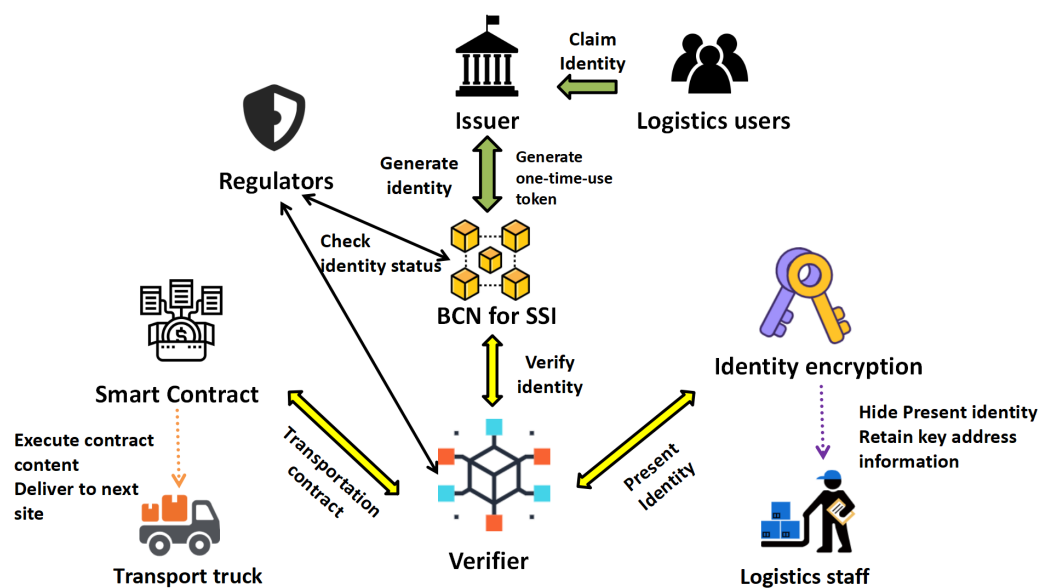 Claim
Identity
Issuer
Logistics users
Regulators
Generate
identity
Generate
one-time-use
token
Check
identity status
BCN for SSI
Smart Contract
Verify
identity
Identity encryption
Execute contract
content
Deliver to next
site
Transportation
contract
Present
Identity
Hide Present identity
Retain key address
information
Transport truck
Verifier
Logistics staff
$